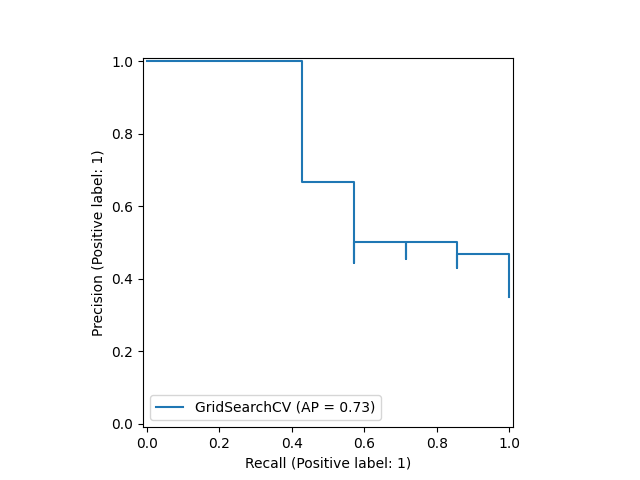 1.0
0.8
0.6
0.4
0.2
0.0
Precision (Positive label: 1)
GridSearchCV (AP = 0.73)
0.0 0.2 0.4 0.6 0.8 1.0
Recall (Positive label: 1)